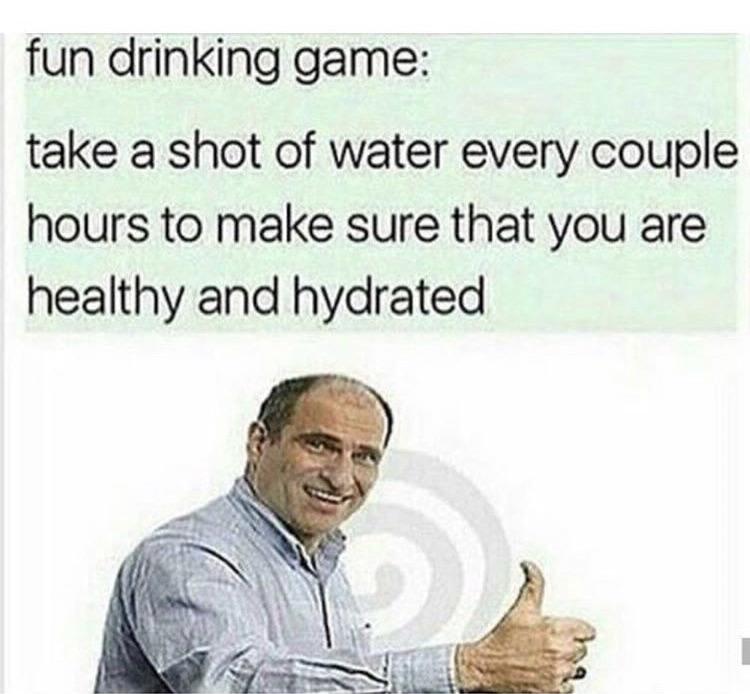 fun drinking game:
take a shot of water every couple
hours to make sure that you are
healthy and hydrated